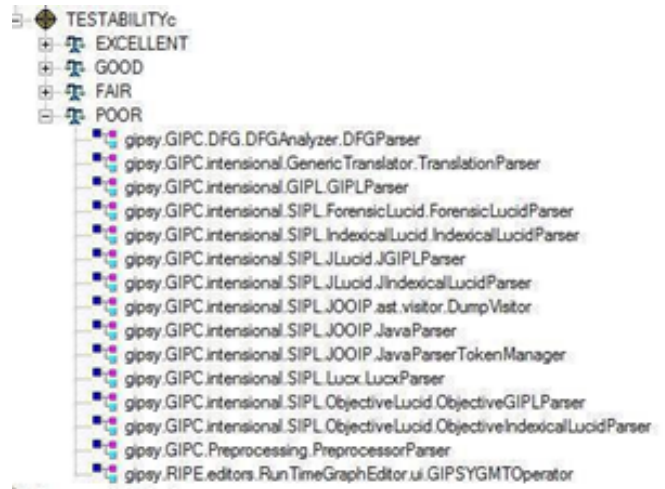 TESTABILITYc
EXCELLENT
GOOD
FAIR
POOR
gipsy.GIPC.DFG.DFGAnalyzer.DFGParser
gipsy.GIPC.intensional.GenericTranslator.TranslationParser
gipsy.GIPC.intensional.GIPL.GIPLParser
gipsy.GIPC.intensional.SIPL.ForensicLucid.ForensicLucidParser
gipsy.GIPC.intensional.SIPL.IndexicalLucid.IndexicalLucidParser
gipsy.GIPC.intensional.SIPL.JLucid.JGIPLParser
gipsy.GIPC.intensional.SIPL.JLucid.JIndexicalLucidParser
gipsy.GIPC.intensional.SIPL.JOOIP.ast.visitor.DumpVisitor
gipsy.GIPC.intensional.SIPL.JOOIP.JavaParser
gipsy.GIPC.intensional.SIPL.JOOIP.JavaParserTokenManager
gipsy.GIPC.intensional.SIPL.Lucx.LucxParser
gipsy.GIPC.intensional.SIPL.ObjectiveLucid.ObjectiveGIPLParser
gipsy.GIPC.intensional.SIPL.ObjectiveLucid.ObjectiveIndexicalLucidParser
gipsy.GIPC.Preprocessing.PreprocessorParser
gipsy.RIPE.editors.RunTimeGraphEditor.ui.GIPSYGMTOperator